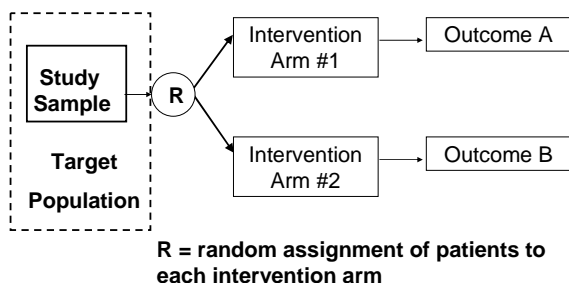 Study
Sample
Target
Population
R
Intervention
Arm #1
Outcome A
Intervention
Arm #2
Outcome B
R = random assignment of patients to
each intervention arm